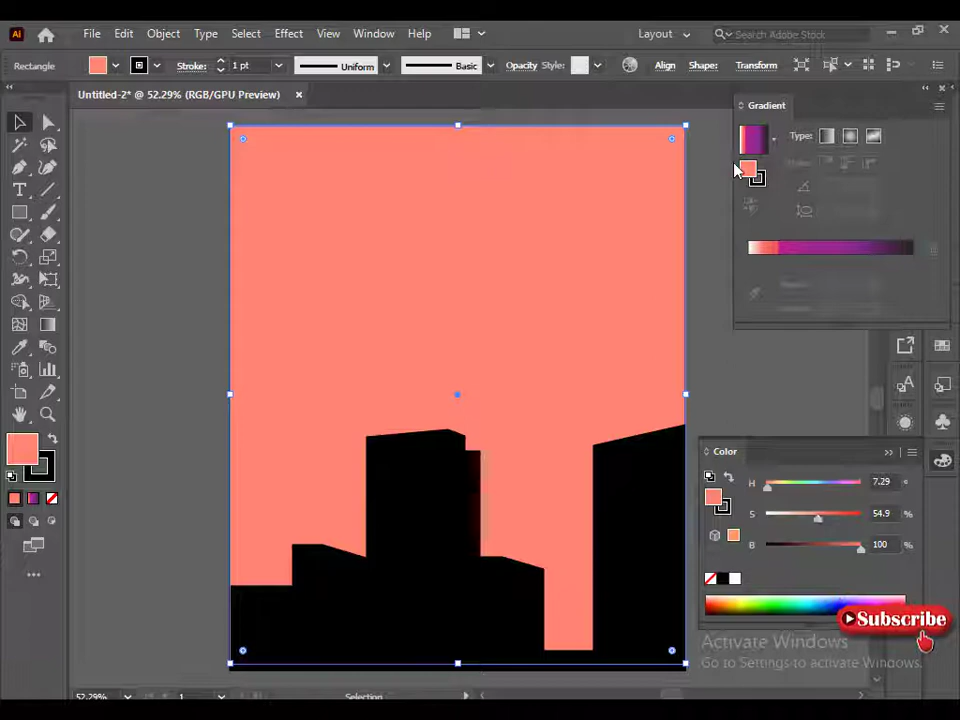 Ai File Edit Object Type Select Effect View Window Help Layout Search Adobe Stock
Rectangle Stroke: 1 pt Uniform Basic Opacity Style: Align Shape: Transform
Untitled-2* @ 52.29% (RGB/GPU Preview)
Gradient
Type:
Color
H 7.29 °
S 54.9 %
B 100 %
Subscribe
Activate Windows
Go to Settings to activate Windows.
52.29% 1 Selection